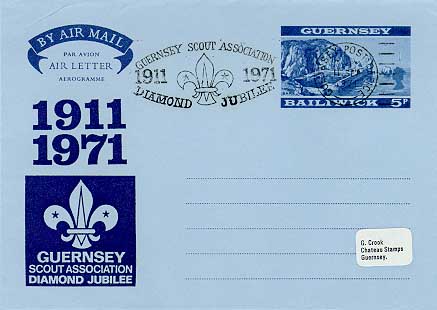 BY AIR MAIL
PAR AVION
AIR LETTER
AEROGRAMME
GUERNSEY SCOUT ASSOCIATION
1911 1971
DIAMOND JUBILEE
GUERNSEY
BAILIWICK 5P
1911
1971
GUERNSEY
SCOUT ASSOCIATION
DIAMOND JUBILEE
G. Crook
Chateau Stamps
Guernsey.